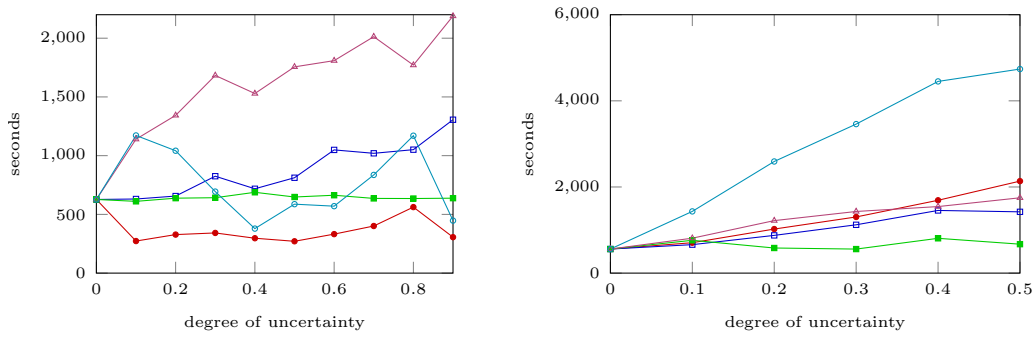 2,000
1,500
1,000
500
0
seconds
0 0.2 0.4 0.6 0.8
degree of uncertainty
6,000
4,000
2,000
0
seconds
0 0.1 0.2 0.3 0.4 0.5
degree of uncertainty